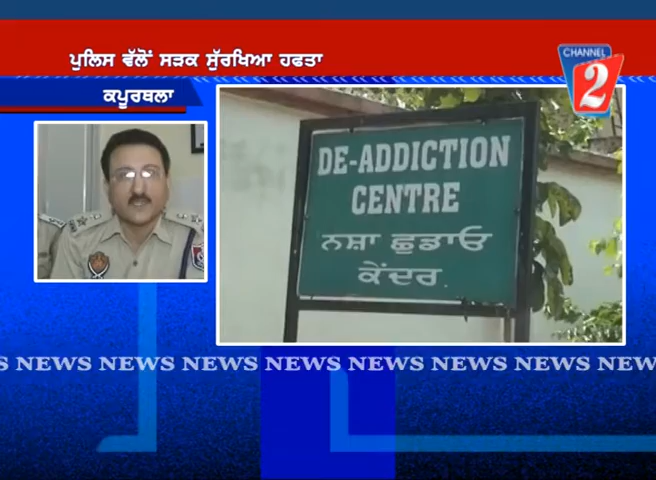 ਪੁਲਿਸ ਵੱਲੋਂ ਸੜਕ ਸੁੱਰਖਿਆ ਹਫਤਾ
CHANNEL
2
ਕਪੂਰਥਲਾ
DE-ADDICTION
CENTRE
ਨਸ਼ਾ ਛੁਡਾਓ
ਕੇਂਦਰ
S NEWS NEWS NEWS NEWS NEWS NEWS NEWS NEW